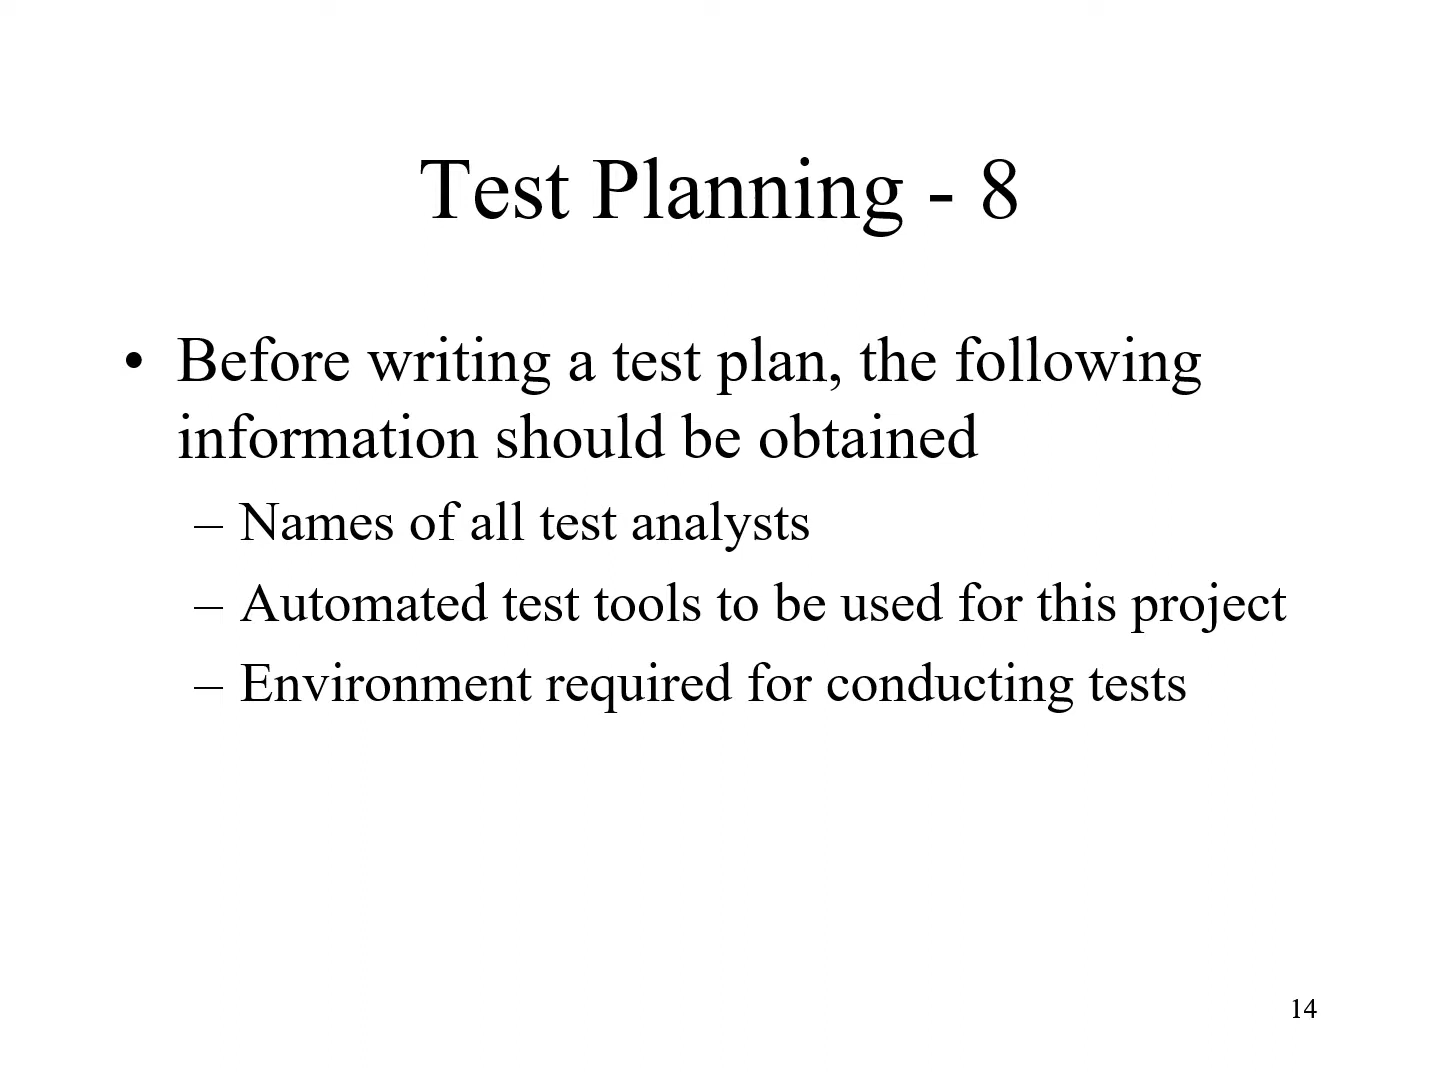 Test Planning - 8
• Before writing a test plan, the following
information should be obtained
– Names of all test analysts
– Automated test tools to be used for this project
– Environment required for conducting tests
14